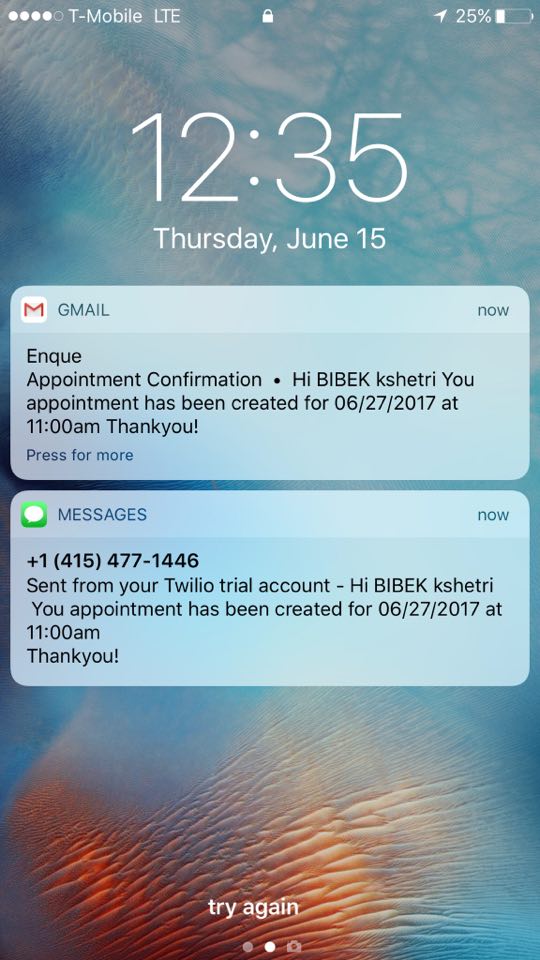 T-Mobile LTE 25%
12:35
Thursday, June 15
GMAIL now
Enque
Appointment Confirmation • Hi BIBEK kshetri You
appointment has been created for 06/27/2017 at
11:00am Thankyou!
Press for more
MESSAGES now
+1 (415) 477-1446
Sent from your Twilio trial account - Hi BIBEK kshetri
You appointment has been created for 06/27/2017 at
11:00am
Thankyou!
try again